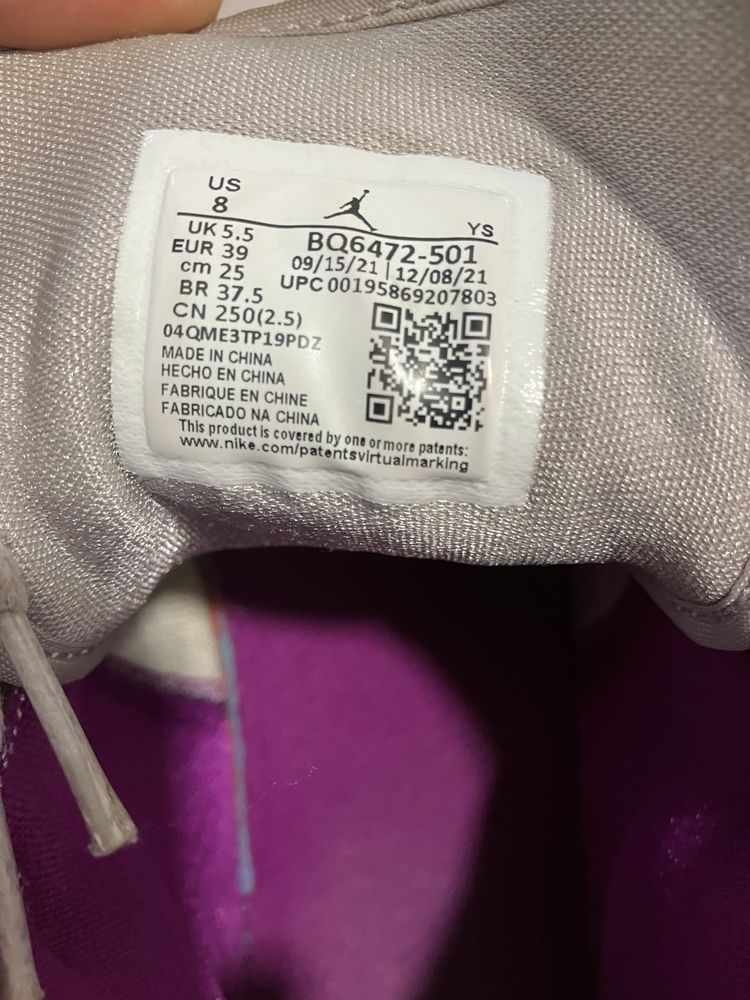 US
8
YS
UK 5.5
EUR 39
cm 25
BR 37.5
CN 250(2.5)
BQ6472-501
09/15/21 | 12/08/21
UPC 00195869207803
04QME3TP19PDZ
MADE IN CHINA
HECHO EN CHINA
FABRIQUE EN CHINE
FABRICADO NA CHINA
This product is covered by one or more patents:
www.nike.com/patentsvirtualmarking